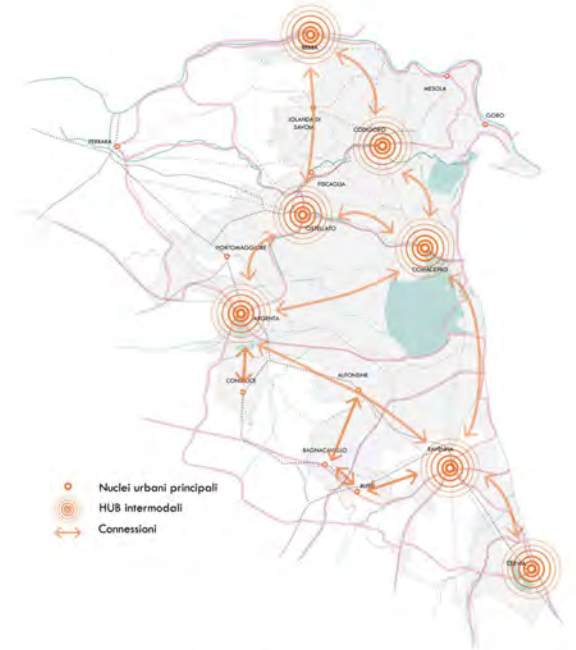 MESOLA
GORO
JOLANDA DI
SAVOIA
CODIGORO
FERRARA
FISCAGLIA
OSTELLATO
PORTOMAGGIORE
COMACCHIO
ARGENTA
ALFONSINE
CONSELICE
BAGNACAVALLO
RAVENNA
RUSSI
CERVIA
Nuclei urbani principali
HUB intermodali
Connessioni